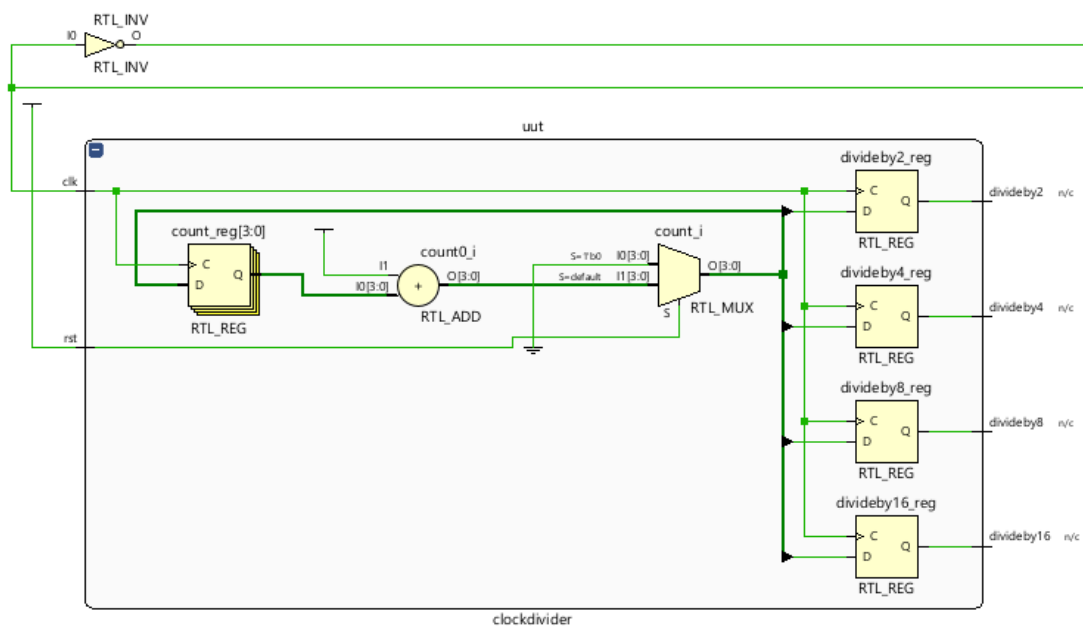 RTL_INV
I0
O
RTL_INV
uut
clk
divideby2_reg
C
D
Q
RTL_REG
divideby2 n/c
count_reg[3:0]
C
D
Q
RTL_REG
count0_i
I1
I0[3:0]
+
O[3:0]
RTL_ADD
count_i
S=1'b0
I0[3:0]
S=default
I1[3:0]
O[3:0]
S
RTL_MUX
divideby4_reg
C
D
Q
RTL_REG
divideby4 n/c
rst
divideby8_reg
C
D
Q
RTL_REG
divideby8 n/c
divideby16_reg
C
D
Q
RTL_REG
divideby16 n/c
clockdivider